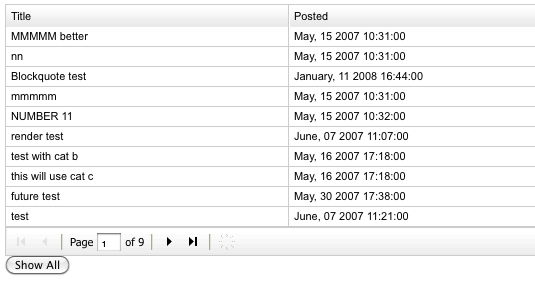 Title Posted
MMMMM better May, 15 2007 10:31:00
nn May, 15 2007 10:31:00
Blockquote test January, 11 2008 16:44:00
mmmmm May, 15 2007 10:31:00
NUMBER 11 May, 15 2007 10:32:00
render test June, 07 2007 11:07:00
test with cat b May, 16 2007 17:18:00
this will use cat c May, 16 2007 17:18:00
future test May, 30 2007 17:38:00
test June, 07 2007 11:21:00
Page 1 of 9
Show All